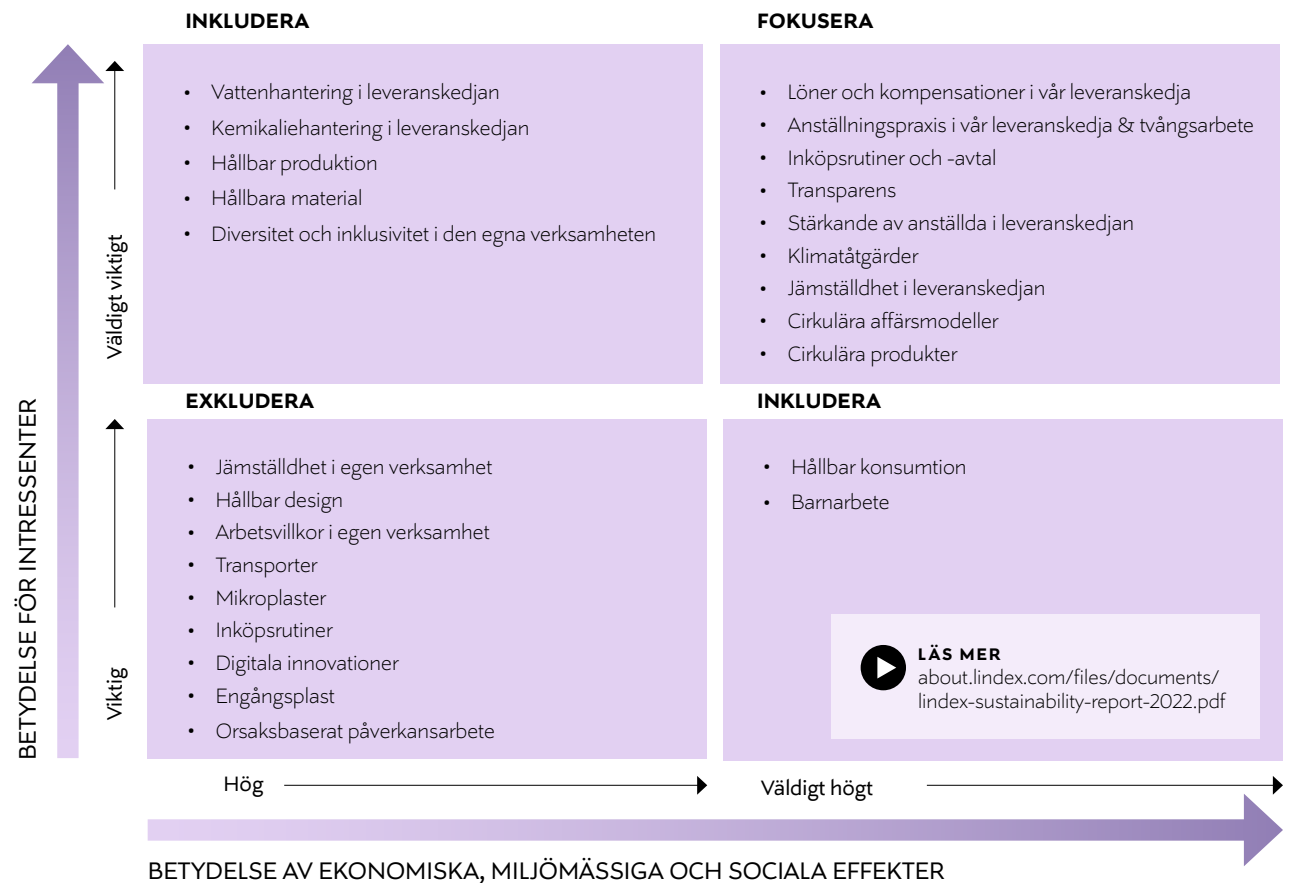 INKLUDERA
• Vattenhantering i leveranskedjan
• Kemikaliehantering i leveranskedjan
• Hållbar produktion
• Hållbara material
• Diversitet och inklusivitet i den egna verksamheten
FOKUSERA
• Löner och kompensationer i vår leveranskedja
• Anställningspraxis i vår leveranskedja & tvångsarbete
• Inköpsrutiner och -avtal
• Transparens
• Stärkande av anställda i leveranskedjan
• Klimatåtgärder
• Jämställdhet i leveranskedjan
• Cirkulära affärsmodeller
• Cirkulära produkter
Väldigt viktigt
BETYDELSE FÖR INTRESSENTER
EXKLUDERA
• Jämställdhet i egen verksamhet
• Hållbar design
• Arbetsvillkor i egen verksamhet
• Transporter
• Mikroplaster
• Inköpsrutiner
• Digitala innovationer
• Engångsplast
• Orsaksbaserat påverkansarbete
INKLUDERA
• Hållbar konsumtion
• Barnarbete
LÄS MER
about.lindex.com/files/documents/
lindex-sustainability-report-2022.pdf
Viktig
Hög
Väldigt högt
BETYDELSE AV EKONOMISKA, MILJÖMÄSSIGA OCH SOCIALA EFFEKTER